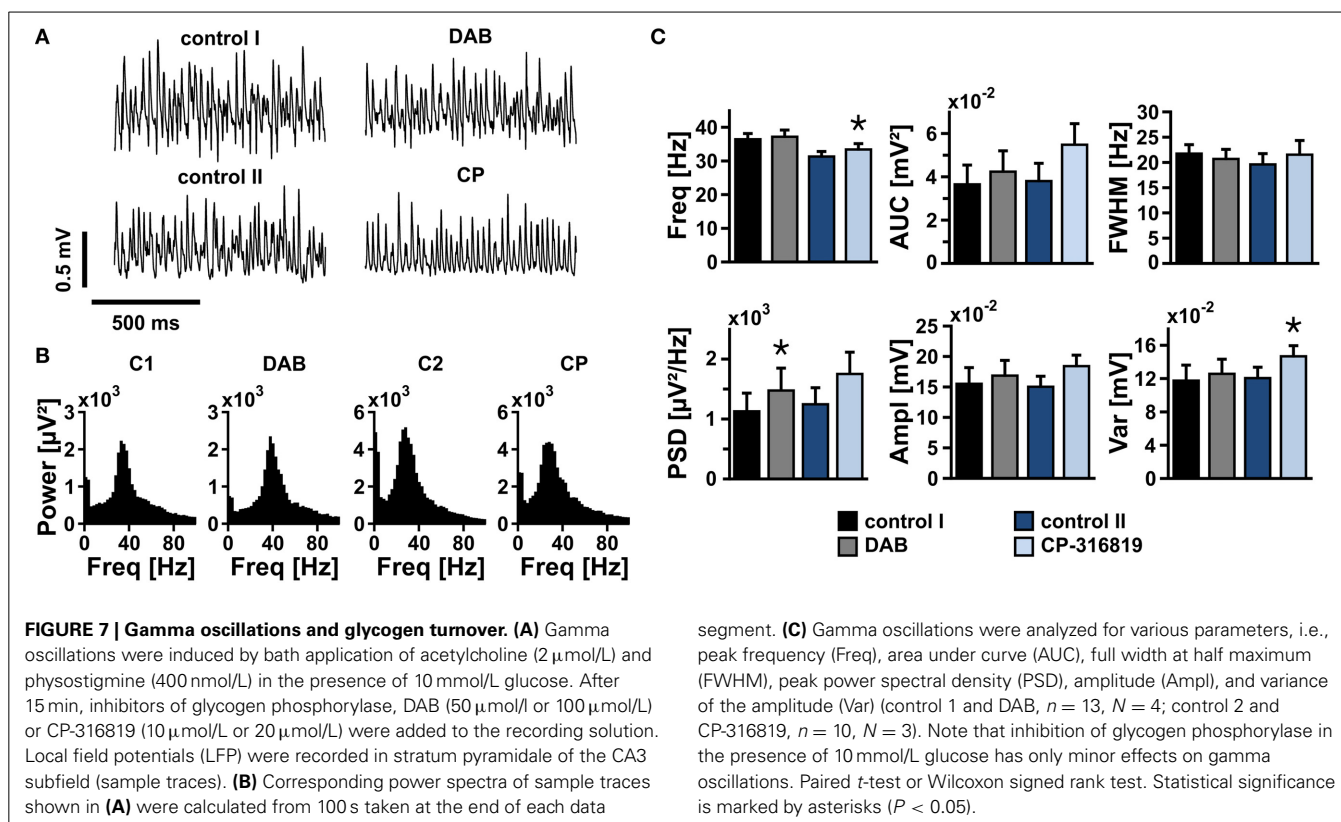 A
control I
DAB
control II
CP
0.5 mV
500 ms
B
C1
DAB
C2
CP
x10³
x10³
x10³
x10³
Power [µV²]
3
2
1
0
3
2
1
0
6
4
2
0
6
4
2
0
0 40 80
0 40 80
0 40 80
0 40 80
Freq [Hz]
Freq [Hz]
C
Freq [Hz]
40
30
20
10
0
*
x10⁻²
AUC [mV²]
6
4
2
0
FWHM [Hz]
30
25
20
15
10
5
0
x10³
PSD [µV²/Hz]
2
1
0
*
x10⁻²
Ampl [mV]
25
20
15
10
5
0
x10⁻²
Var [mV]
16
12
8
4
0
*
control I
DAB
control II
CP-316819
FIGURE 7 | Gamma oscillations and glycogen turnover. (A) Gamma
oscillations were induced by bath application of acetylcholine (2 µmol/L) and
physostigmine (400 nmol/L) in the presence of 10 mmol/L glucose. After
15 min, inhibitors of glycogen phosphorylase, DAB (50 µmol/l or 100 µmol/L)
or CP-316819 (10 µmol/L or 20 µmol/L) were added to the recording solution.
Local field potentials (LFP) were recorded in stratum pyramidale of the CA3
subfield (sample traces). (B) Corresponding power spectra of sample traces
shown in (A) were calculated from 100 s taken at the end of each data
segment. (C) Gamma oscillations were analyzed for various parameters, i.e.,
peak frequency (Freq), area under curve (AUC), full width at half maximum
(FWHM), peak power spectral density (PSD), amplitude (Ampl), and variance
of the amplitude (Var) (control 1 and DAB, n = 13, N = 4; control 2 and
CP-316819, n = 10, N = 3). Note that inhibition of glycogen phosphorylase in
the presence of 10 mmol/L glucose has only minor effects on gamma
oscillations. Paired t-test or Wilcoxon signed rank test. Statistical significance
is marked by asterisks (P < 0.05).